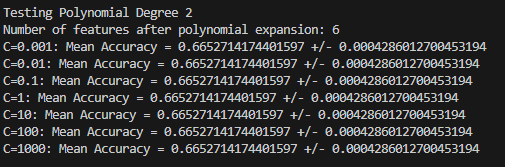 Testing Polynomial Degree 2
Number of features after polynomial expansion: 6
C=0.001: Mean Accuracy = 0.6652714174401597 +/- 0.0004286012700453194
C=0.01: Mean Accuracy = 0.6652714174401597 +/- 0.0004286012700453194
C=0.1: Mean Accuracy = 0.6652714174401597 +/- 0.0004286012700453194
C=1: Mean Accuracy = 0.6652714174401597 +/- 0.0004286012700453194
C=10: Mean Accuracy = 0.6652714174401597 +/- 0.0004286012700453194
C=100: Mean Accuracy = 0.6652714174401597 +/- 0.0004286012700453194
C=1000: Mean Accuracy = 0.6652714174401597 +/- 0.0004286012700453194